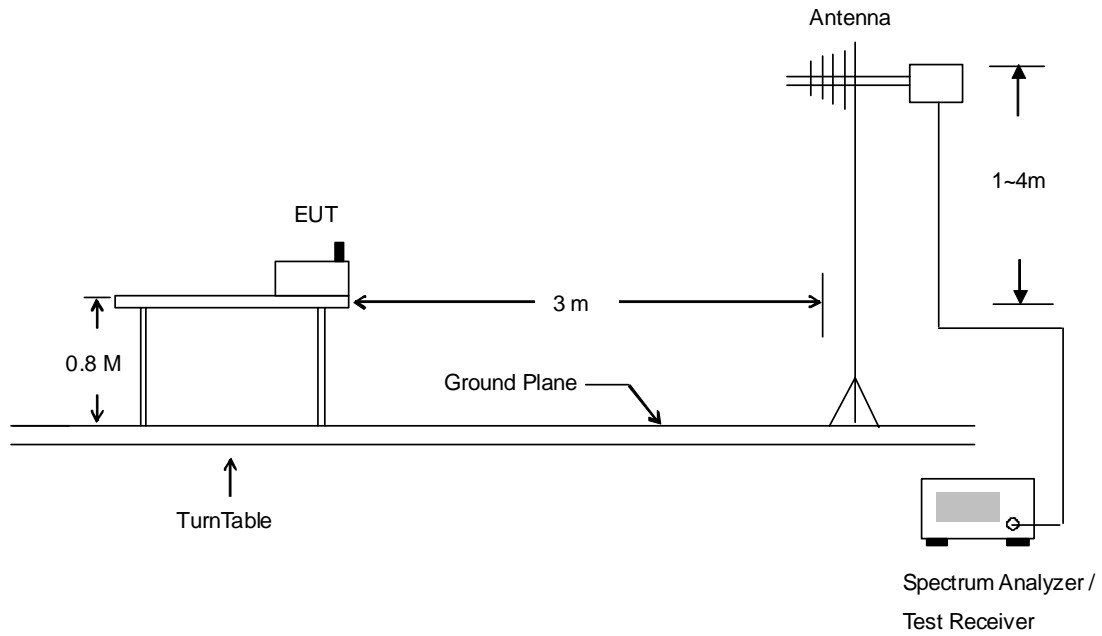 Antenna
1~4m
EUT
3 m
0.8 M
Ground Plane
TurnTable
Spectrum Analyzer /
Test Receiver